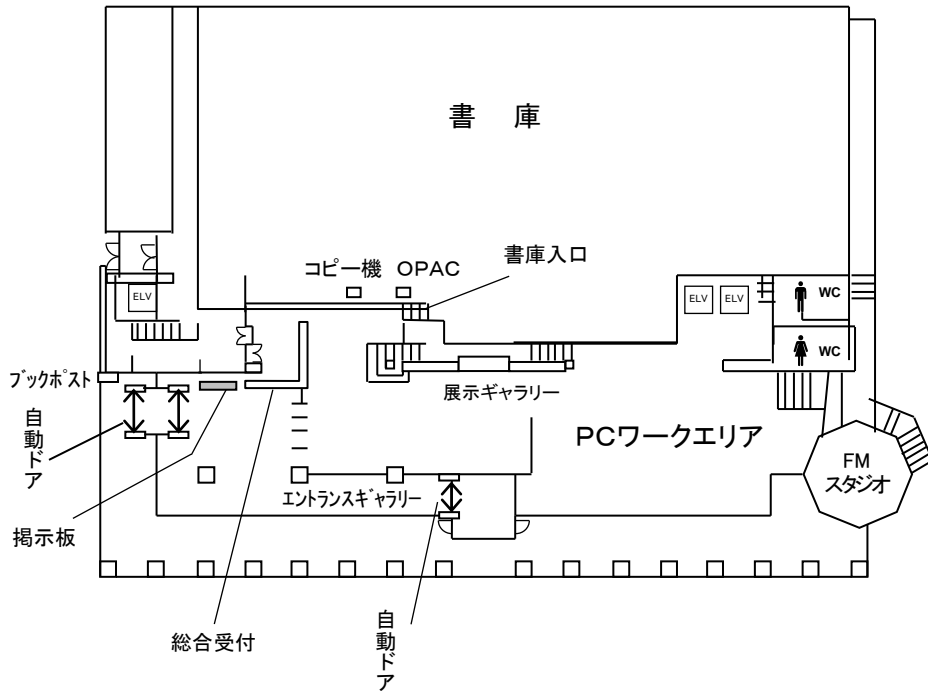 書 庫
コピー機 OPAC
書庫入口
ELV
ELV
ELV
WC
WC
ブックポスト
自動ドア
展示ギャラリー
PCワークエリア
FM
スタジオ
エントランスギャラリー
掲示板
総合受付
自動ドア